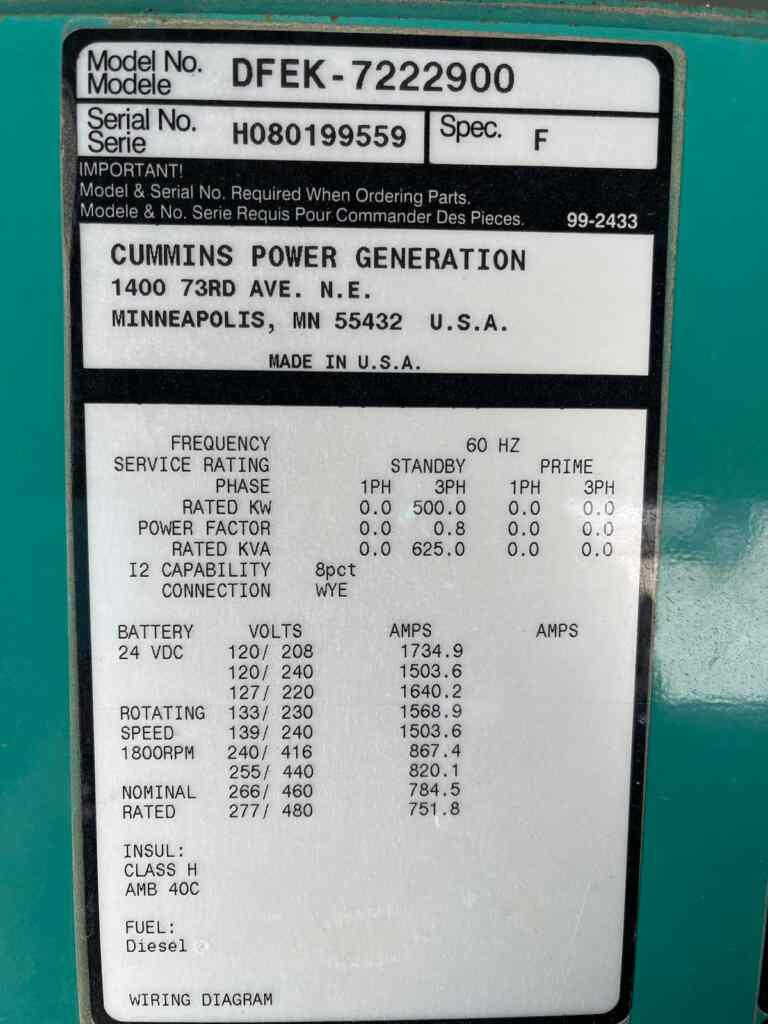 Model No. DFEK-7222900
Modele
Serial No. H080199559 Spec. F
Serie
IMPORTANT!
Model & Serial No. Required When Ordering Parts.
Modele & No. Serie Requis Pour Commander Des Pieces. 99-2433
CUMMINS POWER GENERATION
1400 73RD AVE. N.E.
MINNEAPOLIS, MN 55432 U.S.A.
MADE IN U.S.A.
FREQUENCY 60 HZ
SERVICE RATING STANDBY PRIME
PHASE 1PH 3PH 1PH 3PH
RATED KW 0.0 500.0 0.0 0.0
POWER FACTOR 0.0 0.8 0.0 0.0
RATED KVA 0.0 625.0 0.0 0.0
I2 CAPABILITY 8pct
CONNECTION WYE
BATTERY VOLTS AMPS AMPS
24 VDC 120/ 208 1734.9
120/ 240 1503.6
127/ 220 1640.2
ROTATING 133/ 230 1568.9
SPEED 139/ 240 1503.6
1800RPM 240/ 416 867.4
255/ 440 820.1
NOMINAL 266/ 460 784.5
RATED 277/ 480 751.8
INSUL:
CLASS H
AMB 40C
FUEL:
Diesel
WIRING DIAGRAM